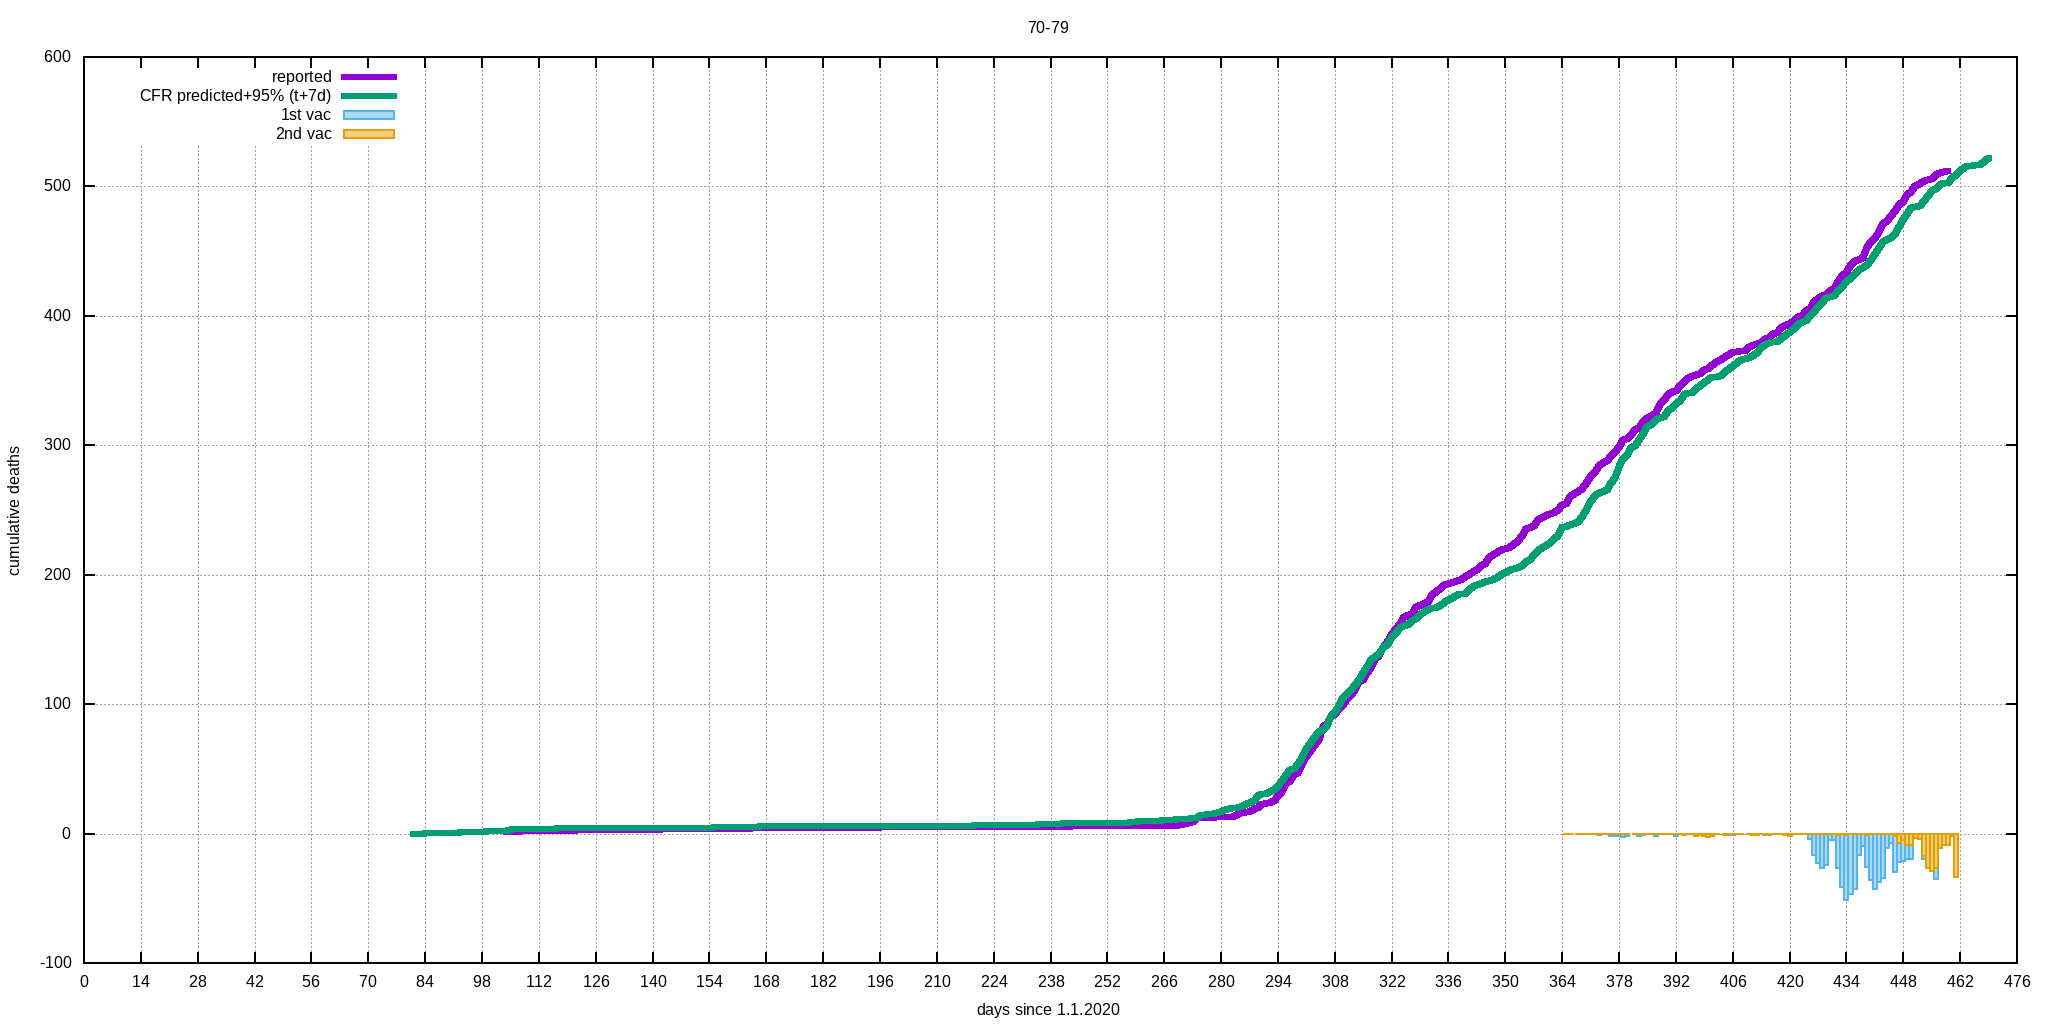 70-79
600
500
400
300
200
100
0
-100
cumulative deaths
reported
CFR predicted+95% (t+7d)
1st vac
2nd vac
0 14 28 42 56 70 84 98 112 126 140 154 168 182 196 210 224 238 252 266 280 294 308 322 336 350 364 378 392 406 420 434 448 462 476
days since 1.1.2020